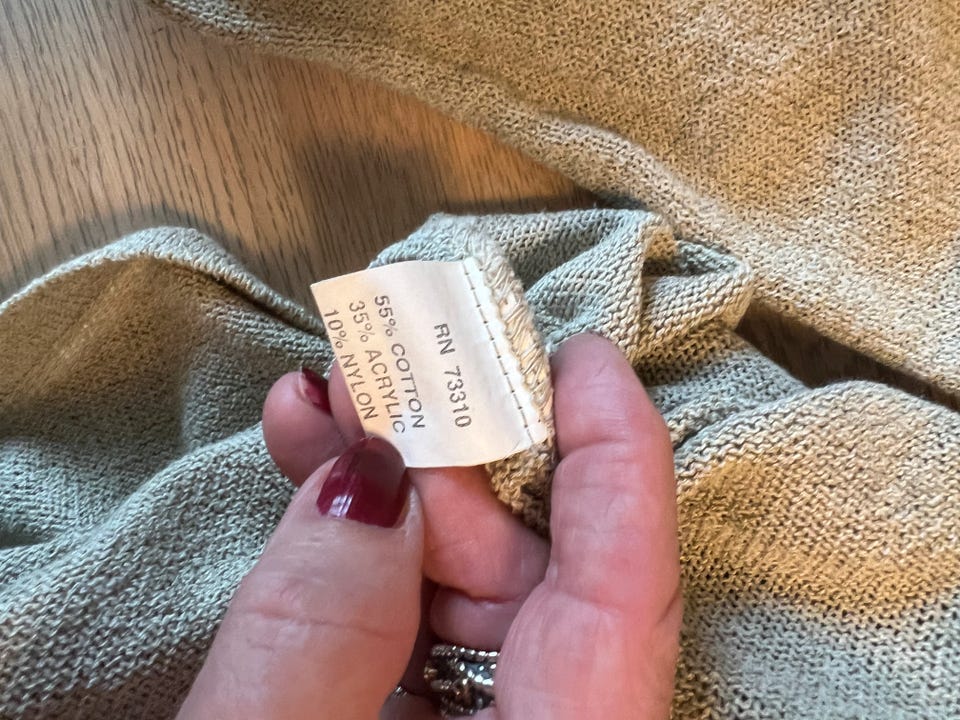 RN 73310
55% COTTON
35% ACRYLIC
10% NYLON